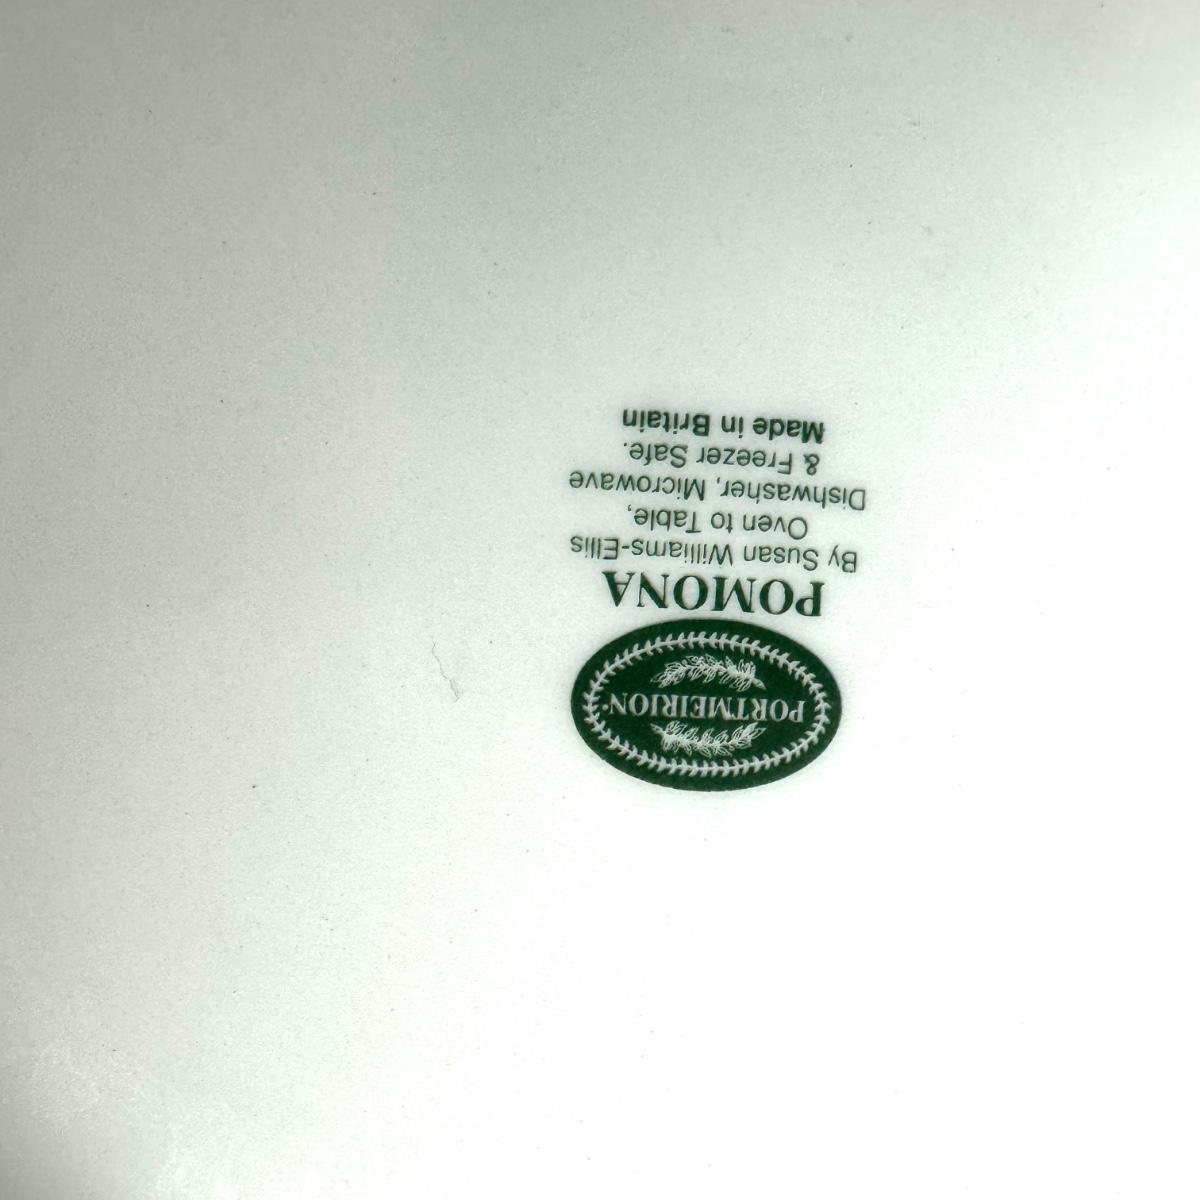 PORTMEIRION
POMONA
By Susan Williams-Ellis
Oven to Table,
Dishwasher, Microwave
& Freezer Safe.
Made in Britain